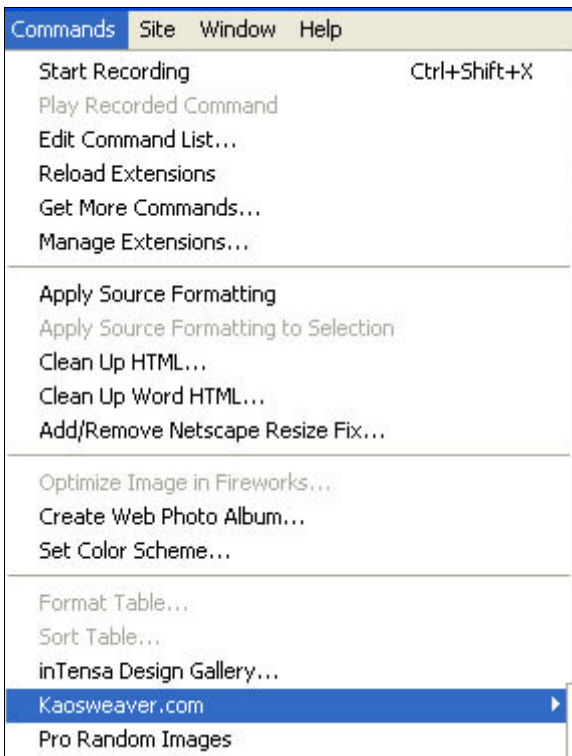 Commands Site Window Help
Start Recording Ctrl+Shift+X
Play Recorded Command
Edit Command List...
Reload Extensions
Get More Commands...
Manage Extensions...
Apply Source Formatting
Apply Source Formatting to Selection
Clean Up HTML...
Clean Up Word HTML...
Add/Remove Netscape Resize Fix...
Optimize Image in Fireworks...
Create Web Photo Album...
Set Color Scheme...
Format Table...
Sort Table...
inTensa Design Gallery...
Kaosweaver.com
Pro Random Images